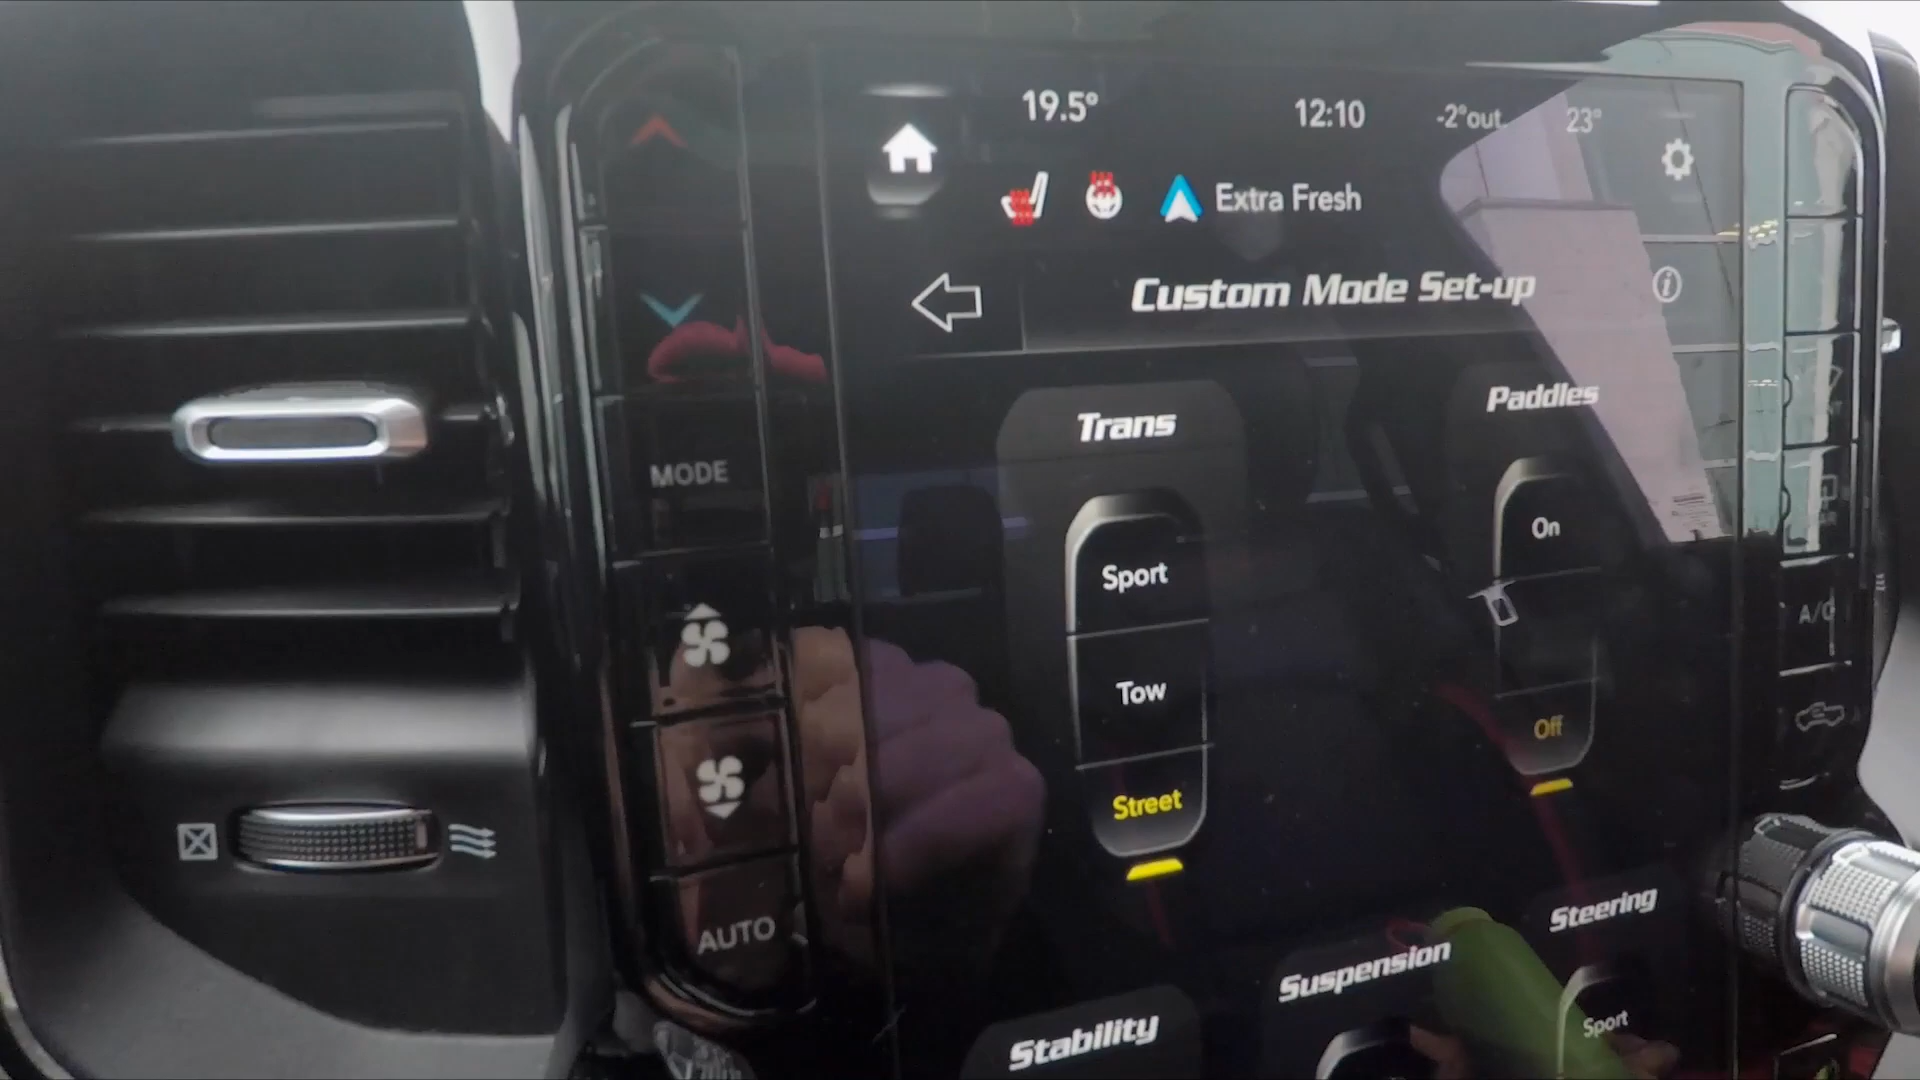 19.5°
12:10
-2°out
23°
Extra Fresh
Custom Mode Set-up
Trans
Paddles
MODE
On
Sport
Tow
Off
Street
AUTO
A/C
Steering
Suspension
Sport
Stability